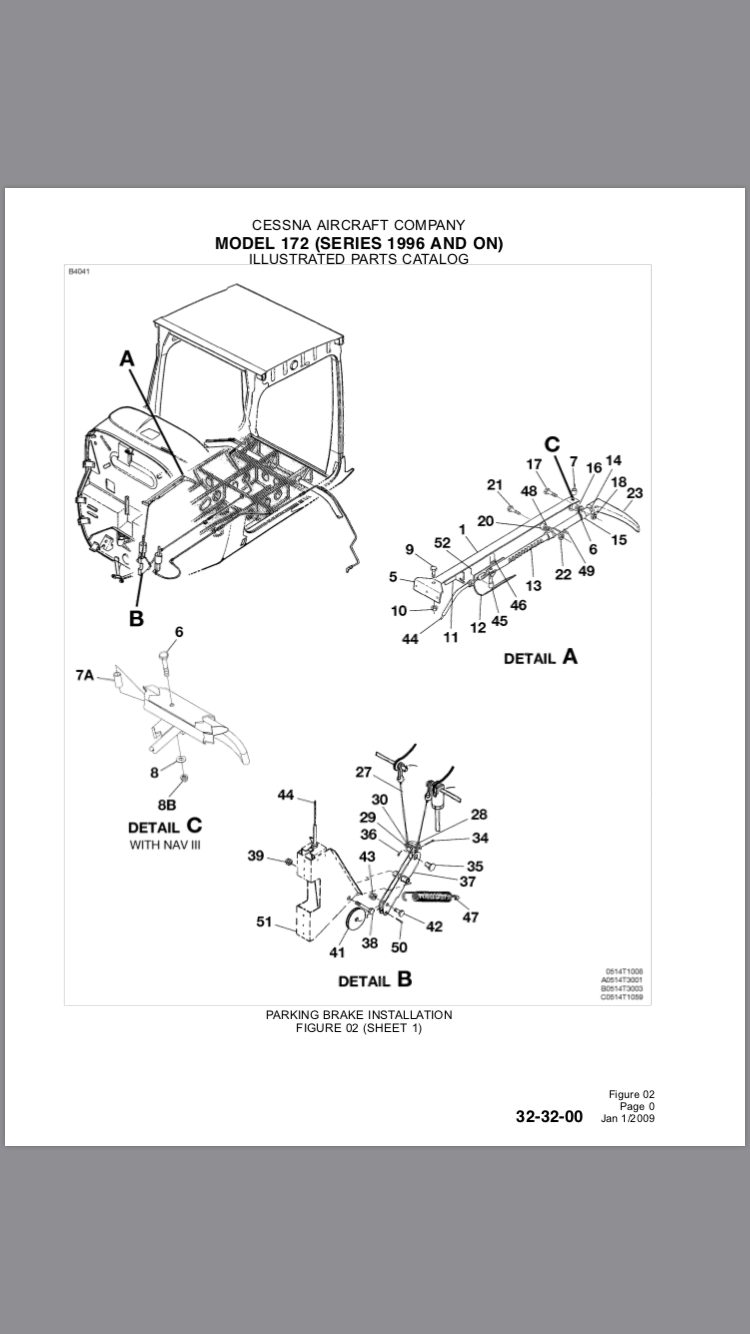 CESSNA AIRCRAFT COMPANY
MODEL 172 (SERIES 1996 AND ON)
ILLUSTRATED PARTS CATALOG
B4041
A
B
C
17
7
16
14
18
23
21
48
20
1
52
9
5
10
44
11
12
45
46
13
22
49
6
15
DETAIL A
6
7A
8
8B
DETAIL C
WITH NAV III
27
30
29
36
43
44
39
51
41
38
50
42
47
37
35
34
28
DETAIL B
0514T1008
A0514T3001
B0514T3003
C0514T1059
PARKING BRAKE INSTALLATION
FIGURE 02 (SHEET 1)
Figure 02
Page 0
32-32-00 Jan 1/2009